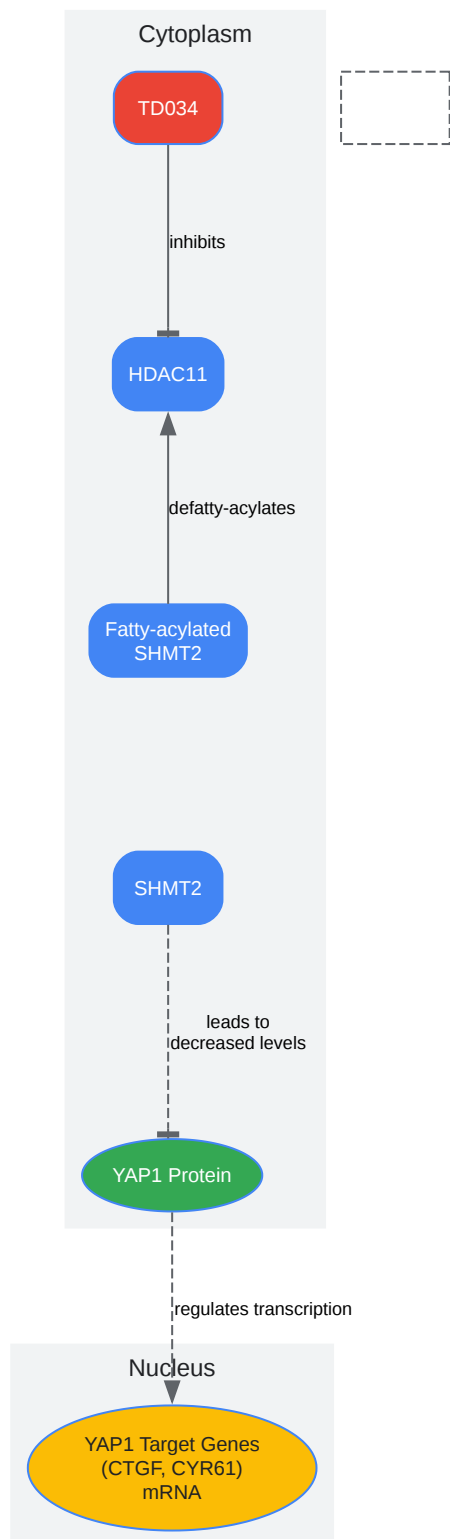 Cytoplasm
TD034
inhibits
HDAC11
defatty-acylates
Fatty-acylated
SHMT2
SHMT2
leads to
decreased levels
YAP1 Protein
regulates transcription
Nucleus
YAP1 Target Genes
(CTGF, CYR61)
mRNA